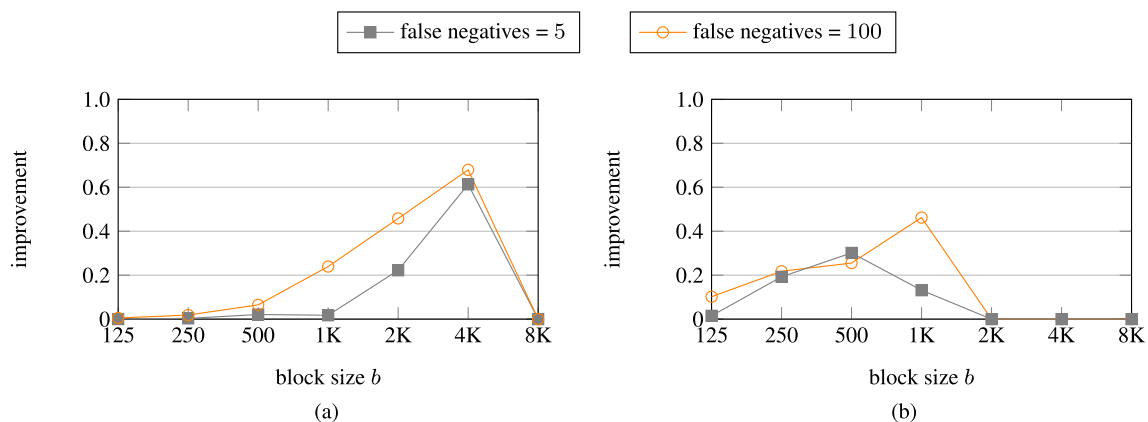 false negatives = 5
false negatives = 100
1.0
0.8
0.6
0.4
0.2
0
improvement
125 250 500 1K 2K 4K 8K
block size b
(a)
1.0
0.8
0.6
0.4
0.2
0
improvement
125 250 500 1K 2K 4K 8K
block size b
(b)